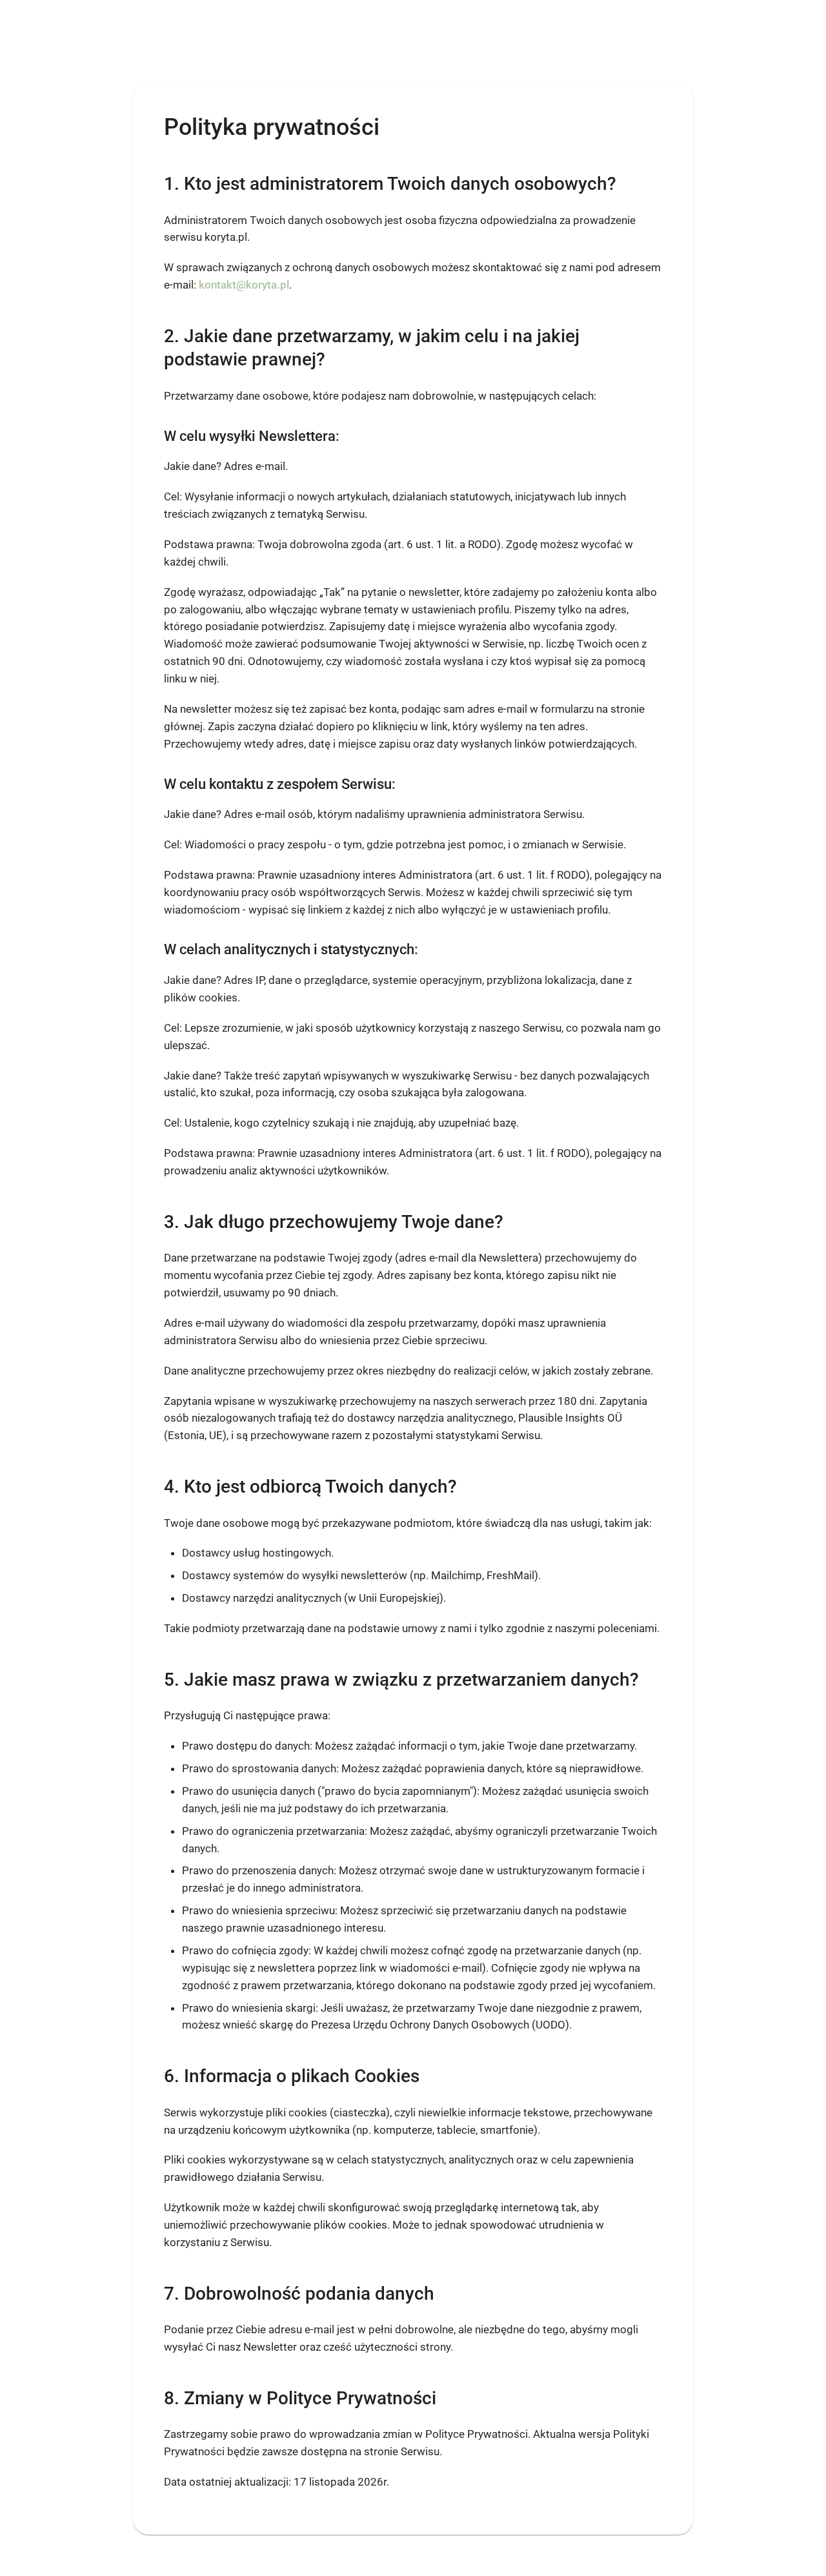 Polityka prywatności
1. Kto jest administratorem Twoich danych osobowych?
Administratorem Twoich danych osobowych jest osoba fizyczna odpowiedzialna za prowadzenie
serwisu koryta.pl.
W sprawach związanych z ochroną danych osobowych możesz skontaktować się z nami pod adresem
e-mail: kontakt@koryta.pl.
2. Jakie dane przetwarzamy, w jakim celu i na jakiej
podstawie prawnej?
Przetwarzamy dane osobowe, które podajesz nam dobrowolnie, w następujących celach:
W celu wysyłki Newslettera:
Jakie dane? Adres e-mail.
Cel: Wysyłanie informacji o nowych artykułach, działaniach statutowych, inicjatywach lub innych
treściach związanych z tematyką Serwisu.
Podstawa prawna: Twoja dobrowolna zgoda (art. 6 ust. 1 lit. a RODO). Zgodę możesz wycofać w
każdej chwili.
Zgodę wyrażasz, odpowiadając „Tak” na pytanie o newsletter, które zadajemy po założeniu konta albo
po zalogowaniu, albo włączając wybrane tematy w ustawieniach profilu. Piszemy tylko na adres,
którego posiadanie potwierdzisz. Zapisujemy datę i miejsce wyrażenia albo wycofania zgody.
Wiadomość może zawierać podsumowanie Twojej aktywności w Serwisie, np. liczbę Twoich ocen z
ostatnich 90 dni. Odnotowujemy, czy wiadomość została wysłana i czy ktoś wypisał się za pomocą
linku w niej.
Na newsletter możesz się też zapisać bez konta, podając sam adres e-mail w formularzu na stronie
głównej. Zapis zaczyna działać dopiero po kliknięciu w link, który wyślemy na ten adres.
Przechowujemy wtedy adres, datę i miejsce zapisu oraz daty wysłanych linków potwierdzających.
W celu kontaktu z zespołem Serwisu:
Jakie dane? Adres e-mail osób, którym nadaliśmy uprawnienia administratora Serwisu.
Cel: Wiadomości o pracy zespołu - o tym, gdzie potrzebna jest pomoc, i o zmianach w Serwisie.
Podstawa prawna: Prawnie uzasadniony interes Administratora (art. 6 ust. 1 lit. f RODO), polegający na
koordynowaniu pracy osób współtworzących Serwis. Możesz w każdej chwili sprzeciwić się tym
wiadomościom - wypisać się linkiem z każdej z nich albo wyłączyć je w ustawieniach profilu.
W celach analitycznych i statystycznych:
Jakie dane? Adres IP, dane o przeglądarce, systemie operacyjnym, przybliżona lokalizacja, dane z
plików cookies.
Cel: Lepsze zrozumienie, w jaki sposób użytkownicy korzystają z naszego Serwisu, co pozwala nam go
ulepszać.
Jakie dane? Także treść zapytań wpisywanych w wyszukiwarkę Serwisu - bez danych pozwalających
ustalić, kto szukał, poza informacją, czy osoba szukająca była zalogowana.
Cel: Ustalenie, kogo czytelnicy szukają i nie znajdują, aby uzupełniać bazę.
Podstawa prawna: Prawnie uzasadniony interes Administratora (art. 6 ust. 1 lit. f RODO), polegający na
prowadzeniu analiz aktywności użytkowników.
3. Jak długo przechowujemy Twoje dane?
Dane przetwarzane na podstawie Twojej zgody (adres e-mail dla Newslettera) przechowujemy do
momentu wycofania przez Ciebie tej zgody. Adres zapisany bez konta, którego zapisu nikt nie
potwierdził, usuwamy po 90 dniach.
Adres e-mail używany do wiadomości dla zespołu przetwarzamy, dopóki masz uprawnienia
administratora Serwisu albo do wniesienia przez Ciebie sprzeciwu.
Dane analityczne przechowujemy przez okres niezbędny do realizacji celów, w jakich zostały zebrane.
Zapytania wpisane w wyszukiwarkę przechowujemy na naszych serwerach przez 180 dni. Zapytania
osób niezalogowanych trafiają też do dostawcy narzędzia analitycznego, Plausible Insights OÜ
(Estonia, UE), i są przechowywane razem z pozostałymi statystykami Serwisu.
4. Kto jest odbiorcą Twoich danych?
Twoje dane osobowe mogą być przekazywane podmiotom, które świadczą dla nas usługi, takim jak:
• Dostawcy usług hostingowych.
• Dostawcy systemów do wysyłki newsletterów (np. Mailchimp, FreshMail).
• Dostawcy narzędzi analitycznych (w Unii Europejskiej).
Takie podmioty przetwarzają dane na podstawie umowy z nami i tylko zgodnie z naszymi poleceniami.
5. Jakie masz prawa w związku z przetwarzaniem danych?
Przysługują Ci następujące prawa:
• Prawo dostępu do danych: Możesz zażądać informacji o tym, jakie Twoje dane przetwarzamy.
• Prawo do sprostowania danych: Możesz zażądać poprawienia danych, które są nieprawidłowe.
• Prawo do usunięcia danych ("prawo do bycia zapomnianym"): Możesz zażądać usunięcia swoich
danych, jeśli nie ma już podstawy do ich przetwarzania.
• Prawo do ograniczenia przetwarzania: Możesz zażądać, abyśmy ograniczyli przetwarzanie Twoich
danych.
• Prawo do przenoszenia danych: Możesz otrzymać swoje dane w ustrukturyzowanym formacie i
przesłać je do innego administratora.
• Prawo do wniesienia sprzeciwu: Możesz sprzeciwić się przetwarzaniu danych na podstawie
naszego prawnie uzasadnionego interesu.
• Prawo do cofnięcia zgody: W każdej chwili możesz cofnąć zgodę na przetwarzanie danych (np.
wypisując się z newslettera poprzez link w wiadomości e-mail). Cofnięcie zgody nie wpływa na
zgodność z prawem przetwarzania, którego dokonano na podstawie zgody przed jej wycofaniem.
• Prawo do wniesienia skargi: Jeśli uważasz, że przetwarzamy Twoje dane niezgodnie z prawem,
możesz wnieść skargę do Prezesa Urzędu Ochrony Danych Osobowych (UODO).
6. Informacja o plikach Cookies
Serwis wykorzystuje pliki cookies (ciasteczka), czyli niewielkie informacje tekstowe, przechowywane
na urządzeniu końcowym użytkownika (np. komputerze, tablecie, smartfonie).
Pliki cookies wykorzystywane są w celach statystycznych, analitycznych oraz w celu zapewnienia
prawidłowego działania Serwisu.
Użytkownik może w każdej chwili skonfigurować swoją przeglądarkę internetową tak, aby
uniemożliwić przechowywanie plików cookies. Może to jednak spowodować utrudnienia w
korzystaniu z Serwisu.
7. Dobrowolność podania danych
Podanie przez Ciebie adresu e-mail jest w pełni dobrowolne, ale niezbędne do tego, abyśmy mogli
wysyłać Ci nasz Newsletter oraz cześć użyteczności strony.
8. Zmiany w Polityce Prywatności
Zastrzegamy sobie prawo do wprowadzania zmian w Polityce Prywatności. Aktualna wersja Polityki
Prywatności będzie zawsze dostępna na stronie Serwisu.
Data ostatniej aktualizacji: 17 listopada 2026r.